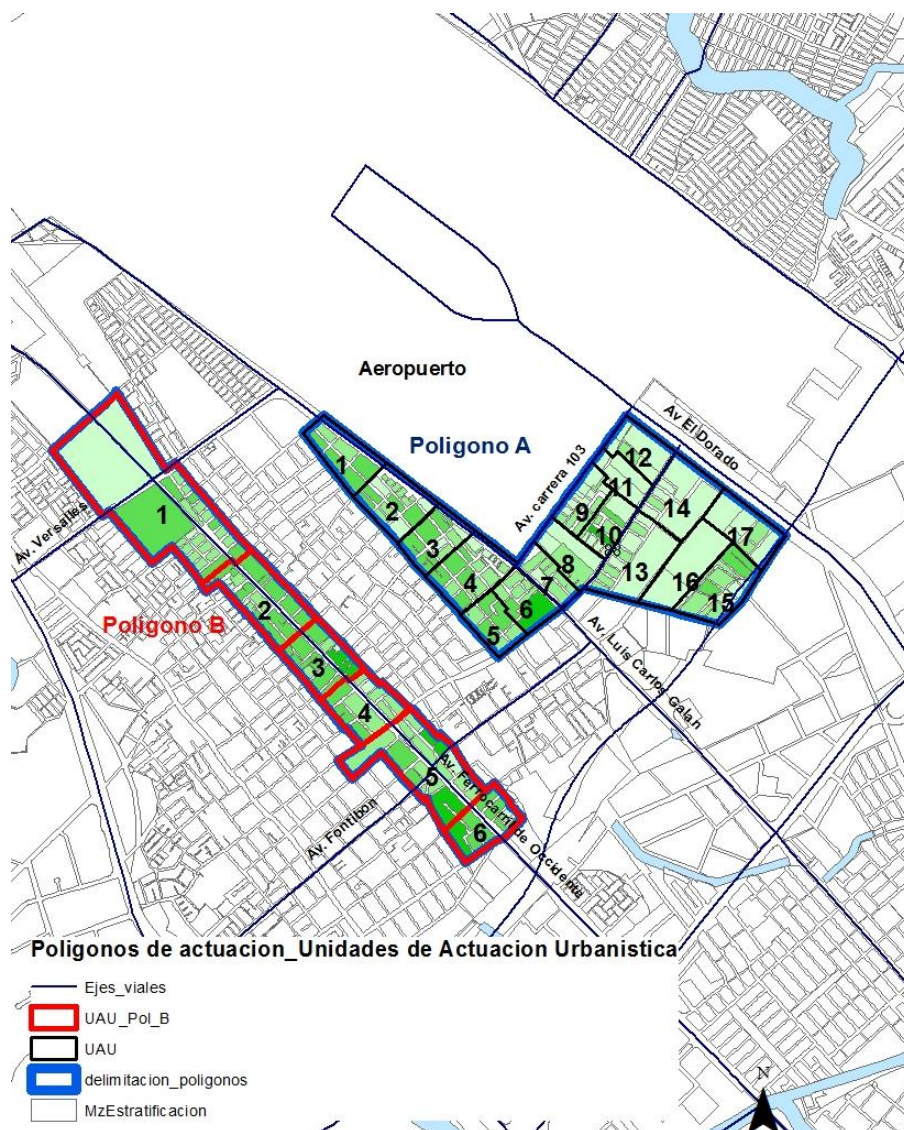 Aeropuerto
Poligono A
Av El Dorado
Av. carrera 103
Av. Versalles
Poligono B
1
2
3
4
5
6
7
8
9
10
11
12
13
14
15
16
17
1
2
3
4
5
6
Av. Luis Carlos Galan
Av. Ferrocarril de Occidente
Av. Fontibon
Poligonos de actuacion_Unidades de Actuacion Urbanistica
Ejes_viales
UAU_Pol_B
UAU
delimitacion_poligonos
MzEstratificacion
N